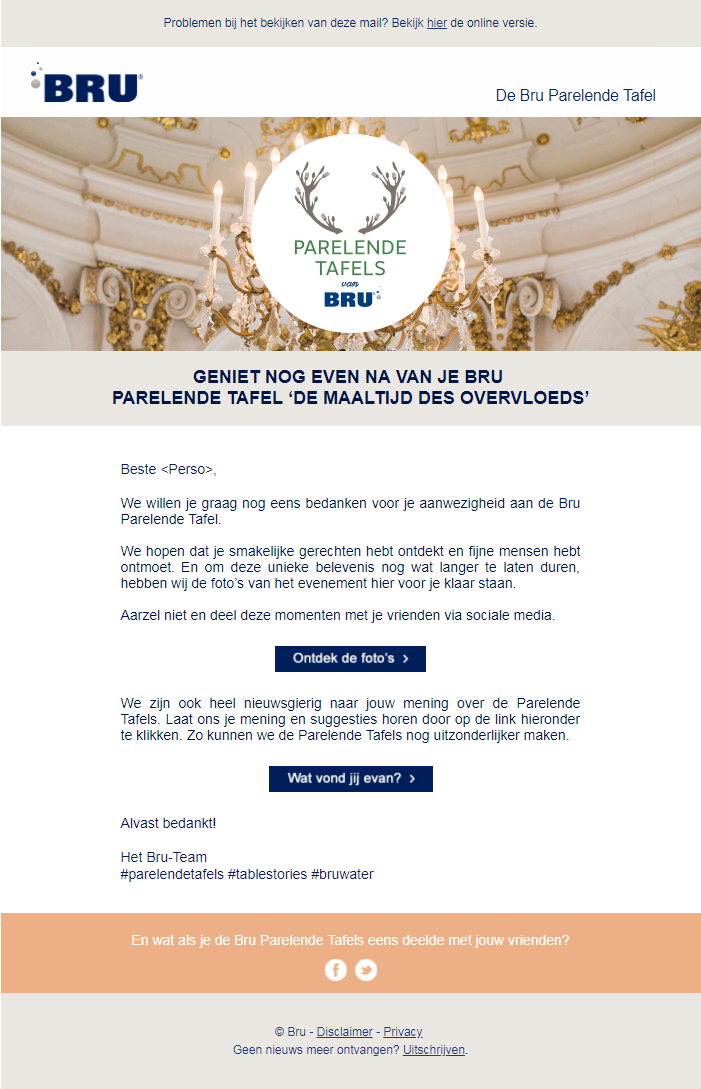 Problemen bij het bekijken van deze mail? Bekijk hier de online versie.
BRU®
De Bru Parelende Tafel
PARELENDE
TAFELS
van
BRU
GENIET NOG EVEN NA VAN JE BRU
PARELENDE TAFEL ‘DE MAALTIJD DES OVERVLOEDS’
Beste <Perso>,
We willen je graag nog eens bedanken voor je aanwezigheid aan de Bru
Parelende Tafel.
We hopen dat je smakelijke gerechten hebt ontdekt en fijne mensen hebt
ontmoet. En om deze unieke belevenis nog wat langer te laten duren,
hebben wij de foto’s van het evenement hier voor je klaar staan.
Aarzel niet en deel deze momenten met je vrienden via sociale media.
Ontdek de foto’s >
We zijn ook heel nieuwsgierig naar jouw mening over de Parelende
Tafels. Laat ons je mening en suggesties horen door op de link hieronder
te klikken. Zo kunnen we de Parelende Tafels nog uitzonderlijker maken.
Wat vond jij evan? >
Alvast bedankt!
Het Bru-Team
#parelendetafels #tablestories #bruwater
En wat als je de Bru Parelende Tafels eens deelde met jouw vrienden?
© Bru - Disclaimer - Privacy
Geen nieuws meer ontvangen? Uitschrijven.